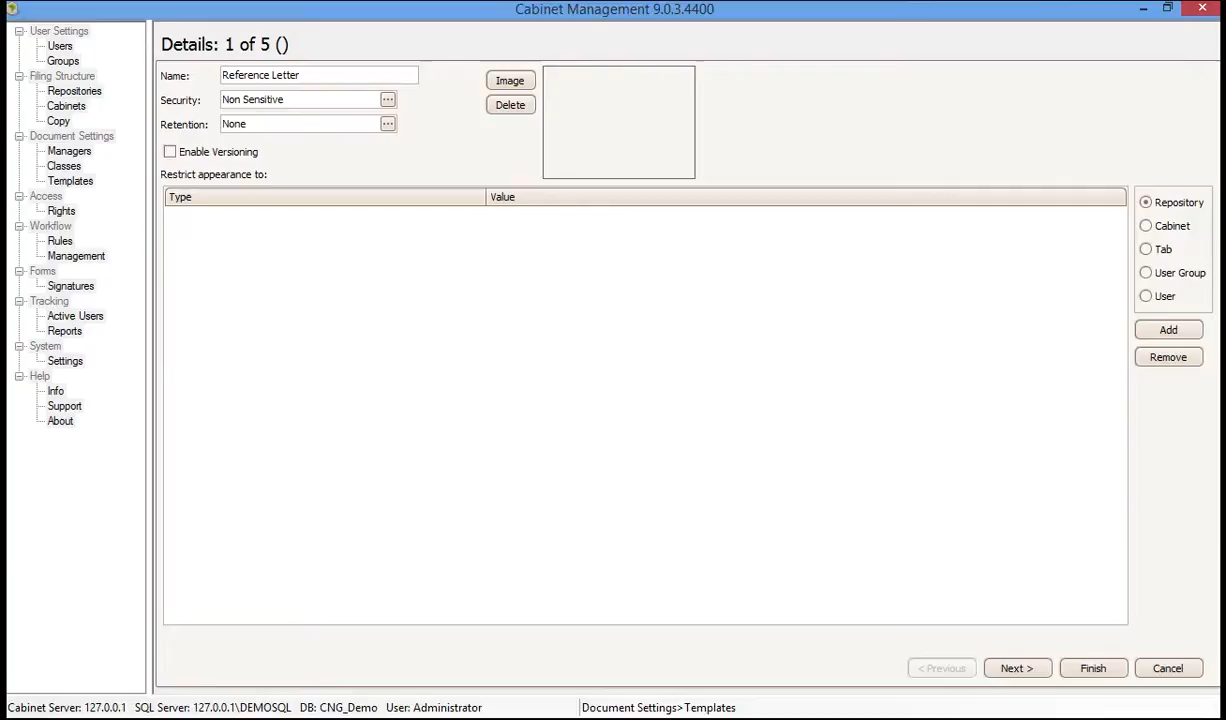 Cabinet Management 9.0.3.4400
User Settings
Users
Groups
Filing Structure
Repositories
Cabinets
Copy
Document Settings
Managers
Classes
Templates
Access
Rights
Workflow
Rules
Management
Forms
Signatures
Tracking
Active Users
Reports
System
Settings
Help
Info
Support
About
Details: 1 of 5 ()
Name: Reference Letter
Security: Non Sensitive ...
Retention: None ...
Enable Versioning
Image
Delete
Restrict appearance to:
Type Value
Repository
Cabinet
Tab
User Group
User
Add
Remove
< Previous Next > Finish Cancel
Cabinet Server: 127.0.0.1 SQL Server: 127.0.0.1\DEMOSQL DB: CNG_Demo User: Administrator Document Settings>Templates